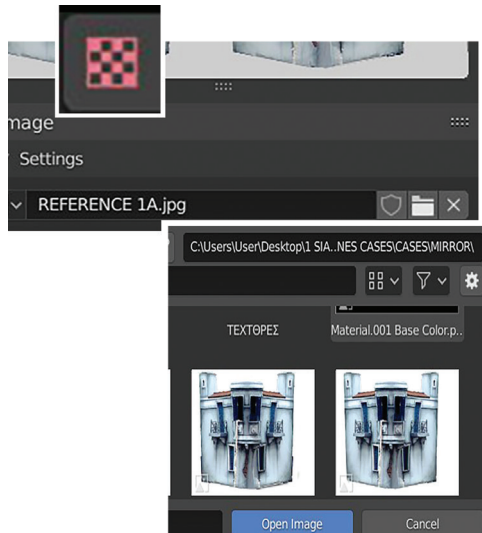 mage
Settings
REFERENCE 1A.jpg
C:\Users\User\Desktop\1 SIA..NES CASES\CASES\MIRROR\
ΤΕΧΤΘΡΕΣ
Material.001 Base Color.p..
Open Image
Cancel